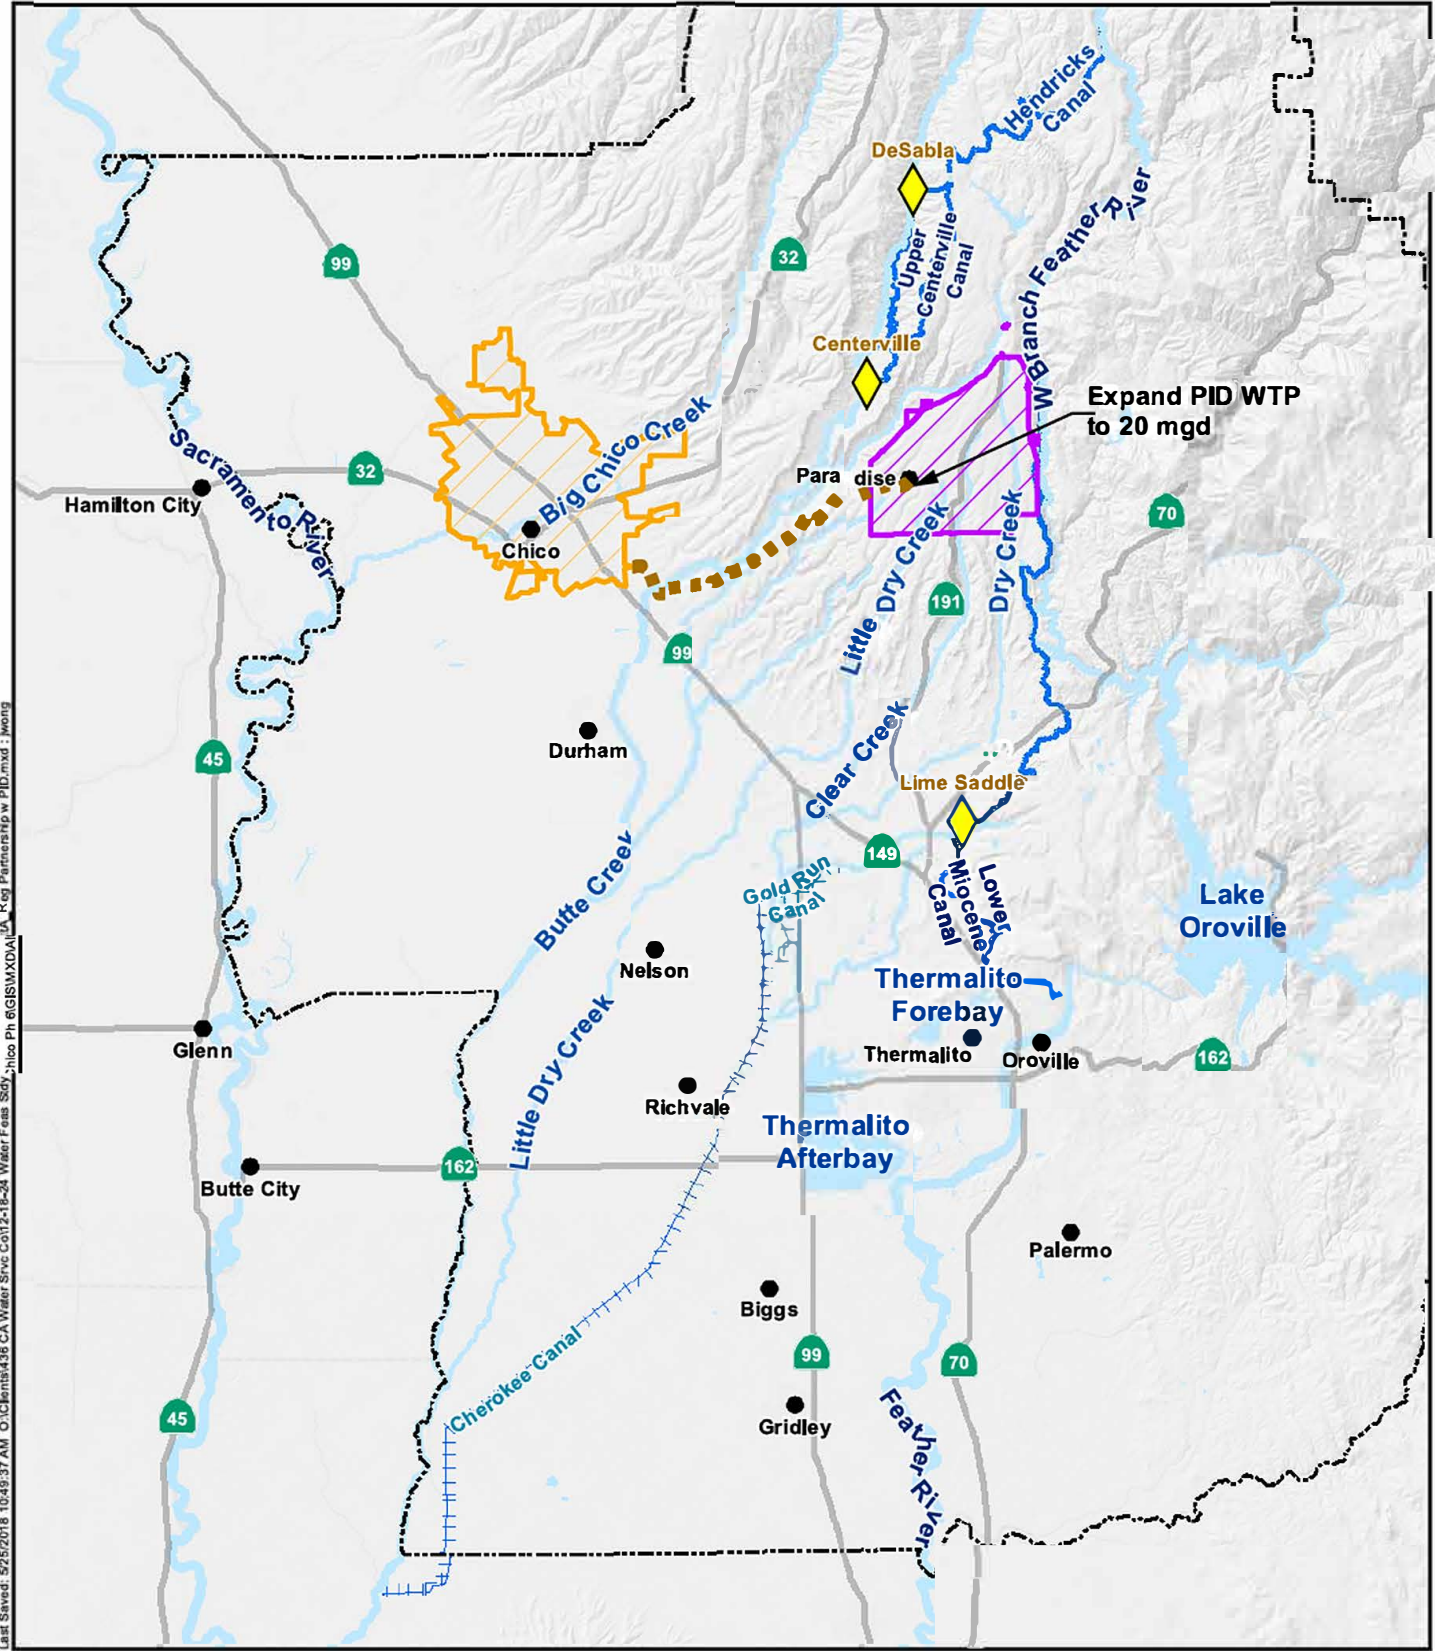 Hendricks
Canal
DeSabla
W Branch Feather River
32
99
Upper
Centerville
Canal
Centerville
Expand PID WTP
to 20 mgd
Big Chico Creek
Paradise
Sacramento River
32
Hamilton City
70
Chico
Little Dry Creek
Dry Creek
191
99
Durham
45
Clear Creek
Lime Saddle
149
Butte Creek
Gold Run
Canal
Lower
Miocene
Canal
Lake
Oroville
Nelson
Thermalito
Forebay
Glenn
Thermalito
Oroville
162
Little Dry Creek
Richvale
Thermalito
Afterbay
162
Butte City
Palermo
Biggs
Cherokee Canal
99
70
45
Gridley
Feather River